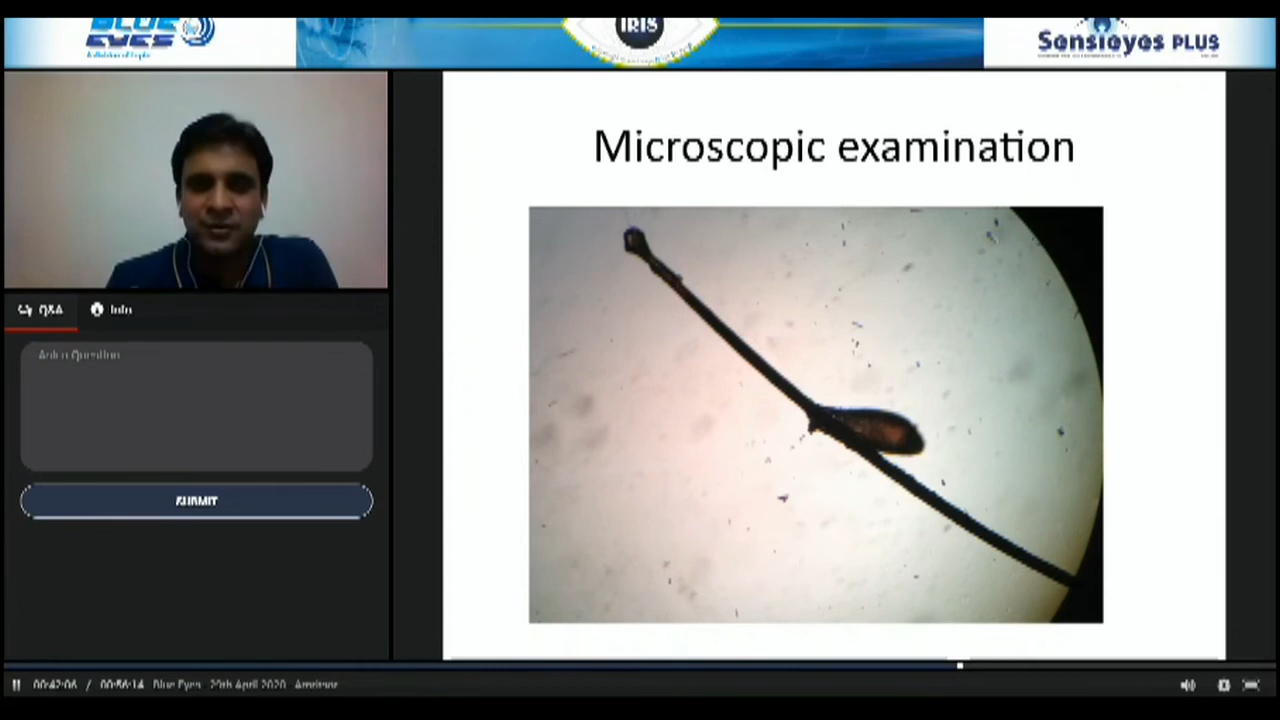 BLUE
EYES
IRIS
Sensieyes PLUS
Microscopic examination
Q&A
Info
Ask a Question
SUBMIT
00:42:06 / 00:56:14 Blue Eyes 29th April 2020 Amritsar